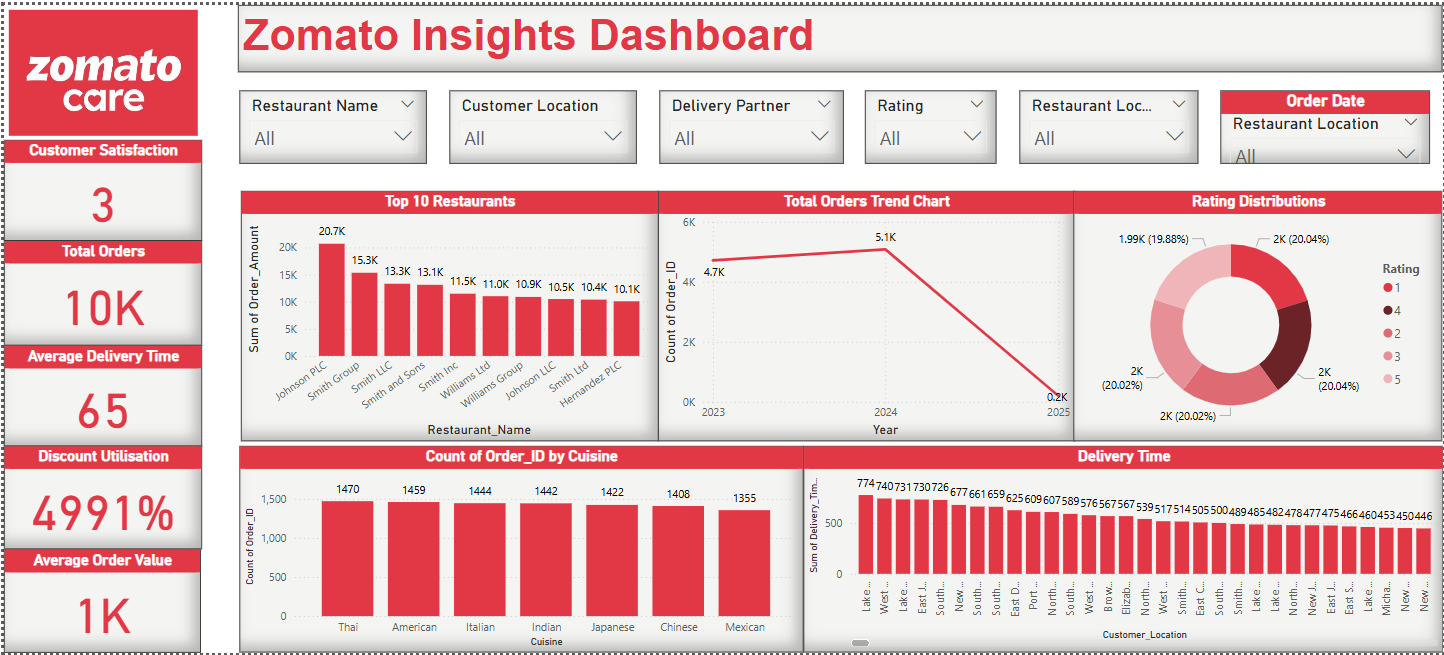 zomato
care
Zomato Insights Dashboard
Restaurant Name
All
Customer Location
All
Delivery Partner
All
Rating
All
Restaurant Loc...
All
Order Date
Restaurant Location
All
Customer Satisfaction
3
Total Orders
10K
Average Delivery Time
65
Discount Utilisation
4991%
Average Order Value
1K
Top 10 Restaurants
Sum of Order_Amount
20K
15K
10K
5K
0K
20.7K
15.3K
13.3K
13.1K
11.5K
11.0K
10.9K
10.5K
10.4K
10.1K
Johnson PLC
Smith Group
Smith LLC
Smith and Sons
Smith Inc
Williams Ltd
Williams Group
Johnson LLC
Smith Ltd
Hernandez PLC
Restaurant_Name
Total Orders Trend Chart
Count of Order_ID
6K
4K
2K
0K
4.7K
5.1K
0.2K
2023
2024
2025
Year
Rating Distributions
1.99K (19.88%)
2K (20.04%)
2K
(20.02%)
2K
(20.04%)
2K (20.02%)
Rating
1
4
2
3
5
Count of Order_ID by Cuisine
Count of Order_ID
1,500
1,000
500
0
1470
1459
1444
1442
1422
1408
1355
Thai
American
Italian
Indian
Japanese
Chinese
Mexican
Cuisine
Delivery Time
Sum of Delivery_Tim...
500
0
774 740 731 730 726 677 661 659 625 609 607 589 576 567 567 539 517 514 505 500 489 485 482 478 477 475 466 460 453 450 446
Lake...
West ...
Lake ...
East J...
South...
New ...
South...
South...
East D...
Port ...
North...
South...
West ...
Brow...
Elizab...
North...
West ...
Smith...
East C...
South...
Smith...
Lake ...
Lake ...
North...
New J...
East J...
East S...
Lake ...
Micha...
New ...
New ...
Customer_Location